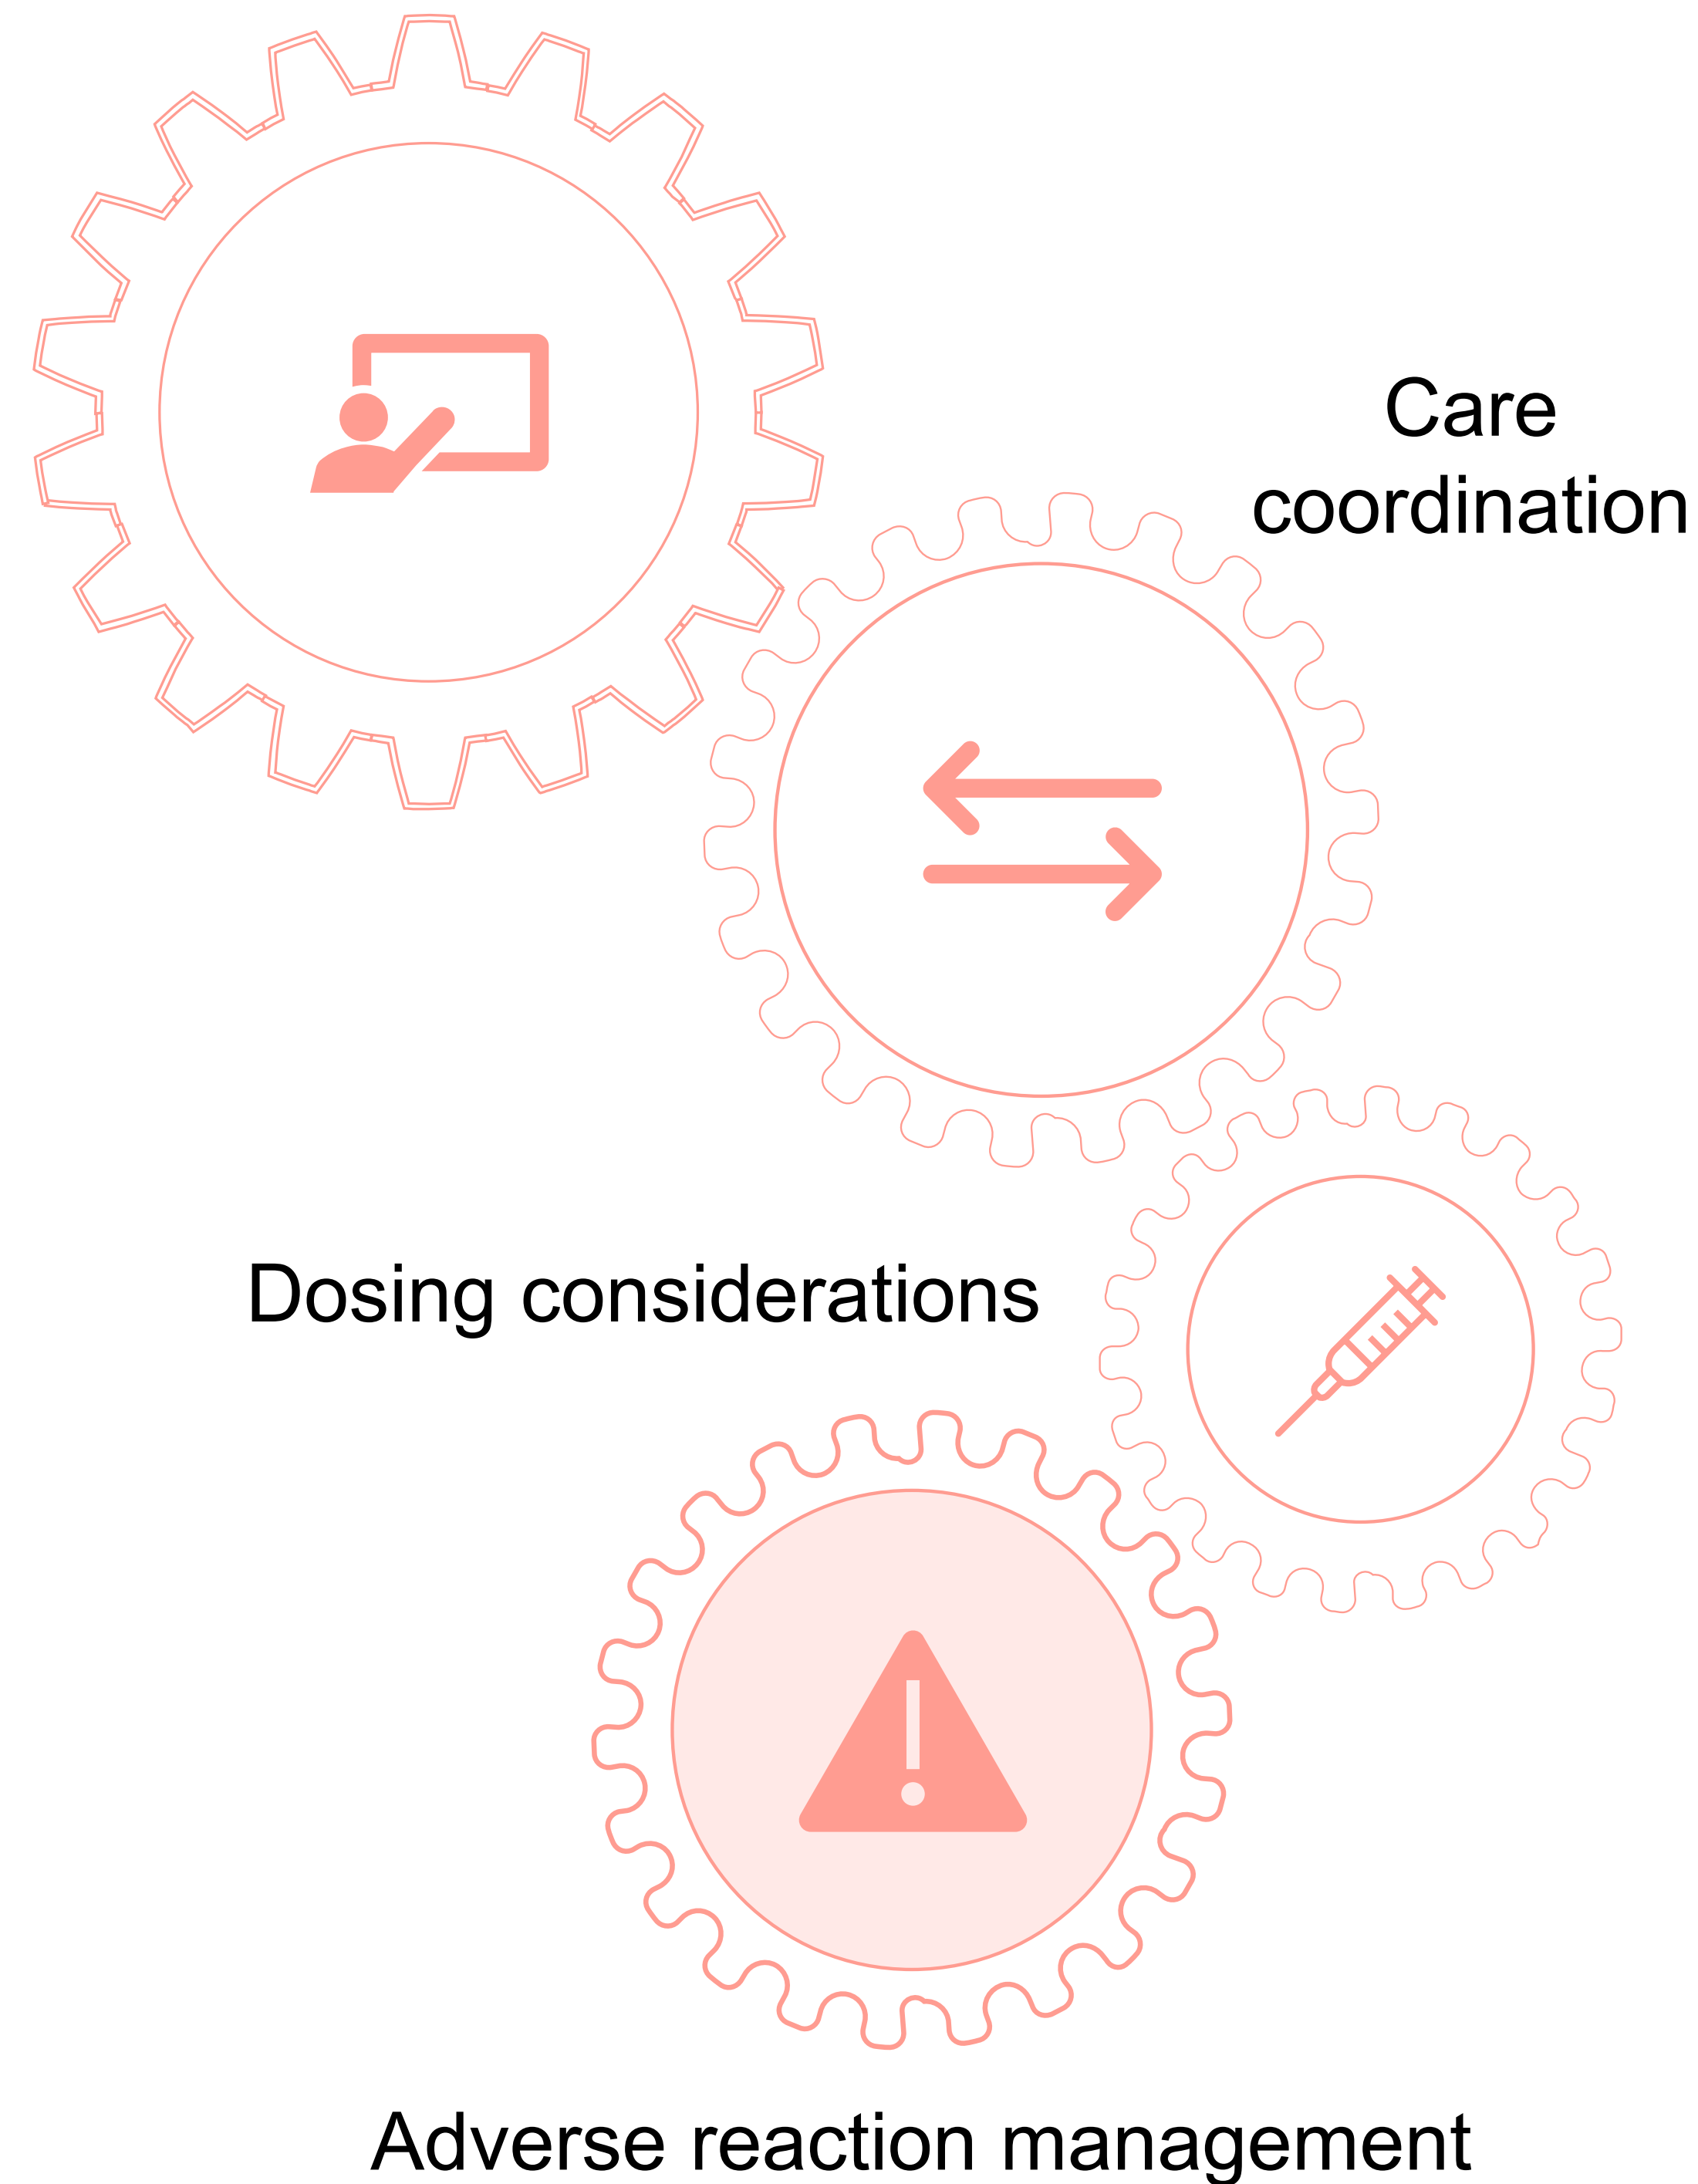 Care
coordination
Dosing considerations
Adverse reaction management